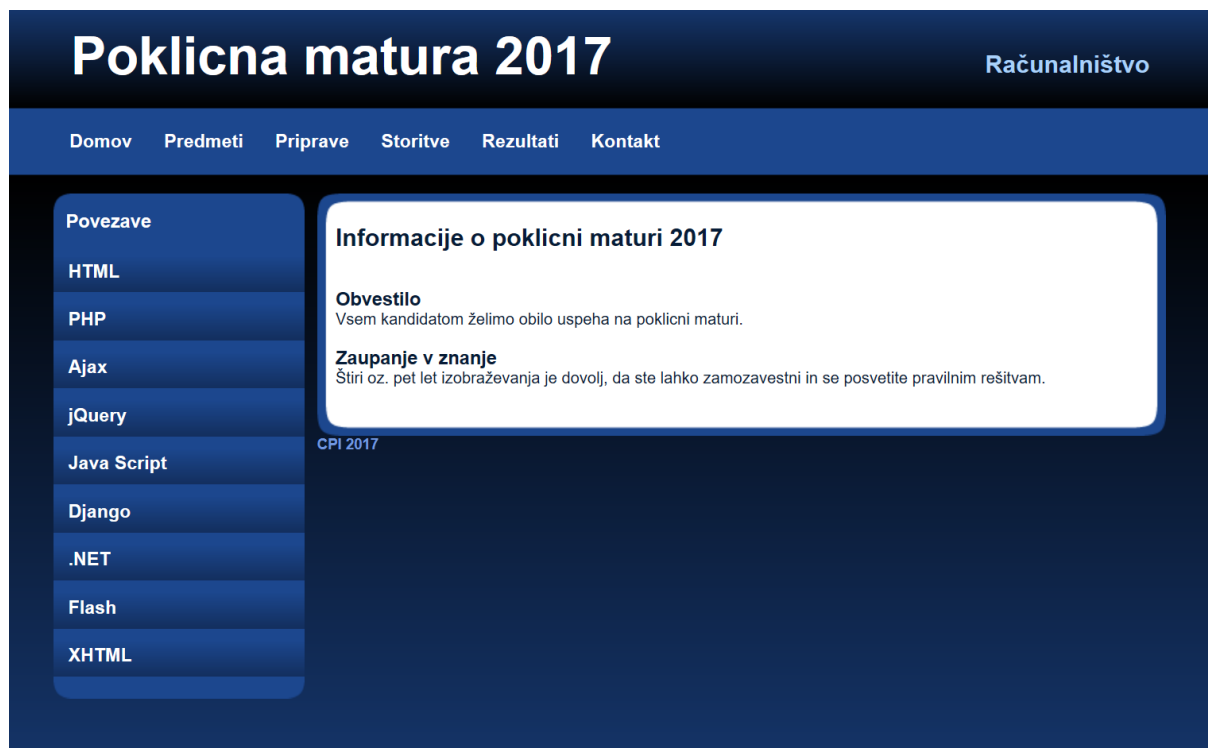 Poklicna matura 2017
Računalništvo
Domov Predmeti Priprave Storitve Rezultati Kontakt
Povezave
HTML
PHP
Ajax
jQuery
Java Script
Django
.NET
Flash
XHTML
Informacije o poklicni maturi 2017
Obvestilo
Vsem kandidatom želimo obilo uspeha na poklicni maturi.
Zaupanje v znanje
Štiri oz. pet let izobraževanja je dovolj, da ste lahko zamozavestni in se posvetite pravilnim rešitvam.
CPI 2017